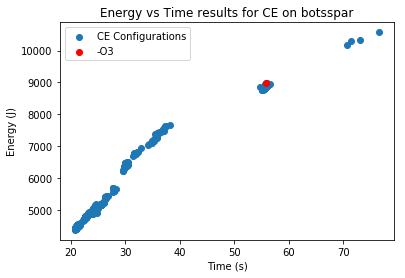 Energy vs Time results for CE on botsspar
CE Configurations
-O3
Energy (J)
10000
9000
8000
7000
6000
5000
20 30 40 50 60 70
Time (s)